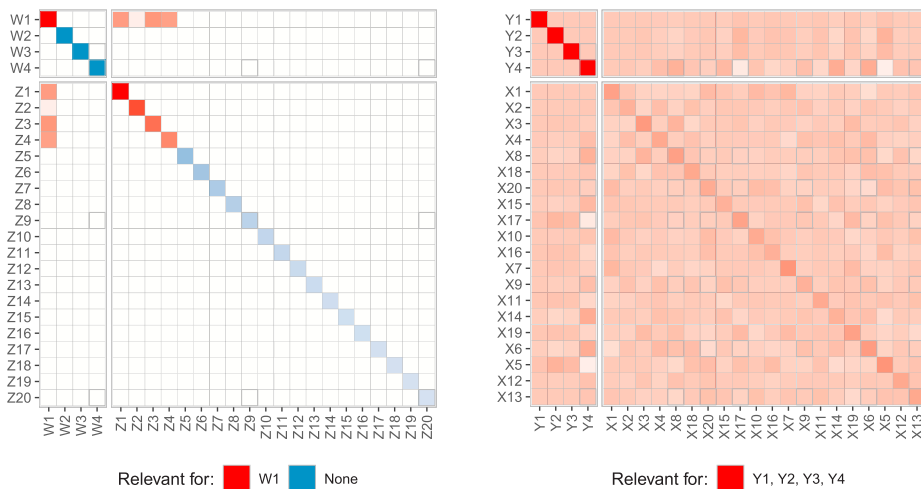 W1
W2
W3
W4
Z1
Z2
Z3
Z4
Z5
Z6
Z7
Z8
Z9
Z10
Z11
Z12
Z13
Z14
Z15
Z16
Z17
Z18
Z19
Z20
W1 W2 W3 W4 Z1 Z2 Z3 Z4 Z5 Z6 Z7 Z8 Z9 Z10 Z11 Z12 Z13 Z14 Z15 Z16 Z17 Z18 Z19 Z20
Relevant for: W1 None
Y1
Y2
Y3
Y4
X1
X2
X3
X4
X8
X18
X20
X15
X17
X10
X16
X7
X9
X11
X14
X19
X6
X5
X12
X13
Y1 Y2 Y3 Y4 X1 X2 X3 X4 X8 X18 X20 X15 X17 X10 X16 X7 X9 X11 X14 X19 X6 X5 X12 X13
Relevant for: Y1, Y2, Y3, Y4